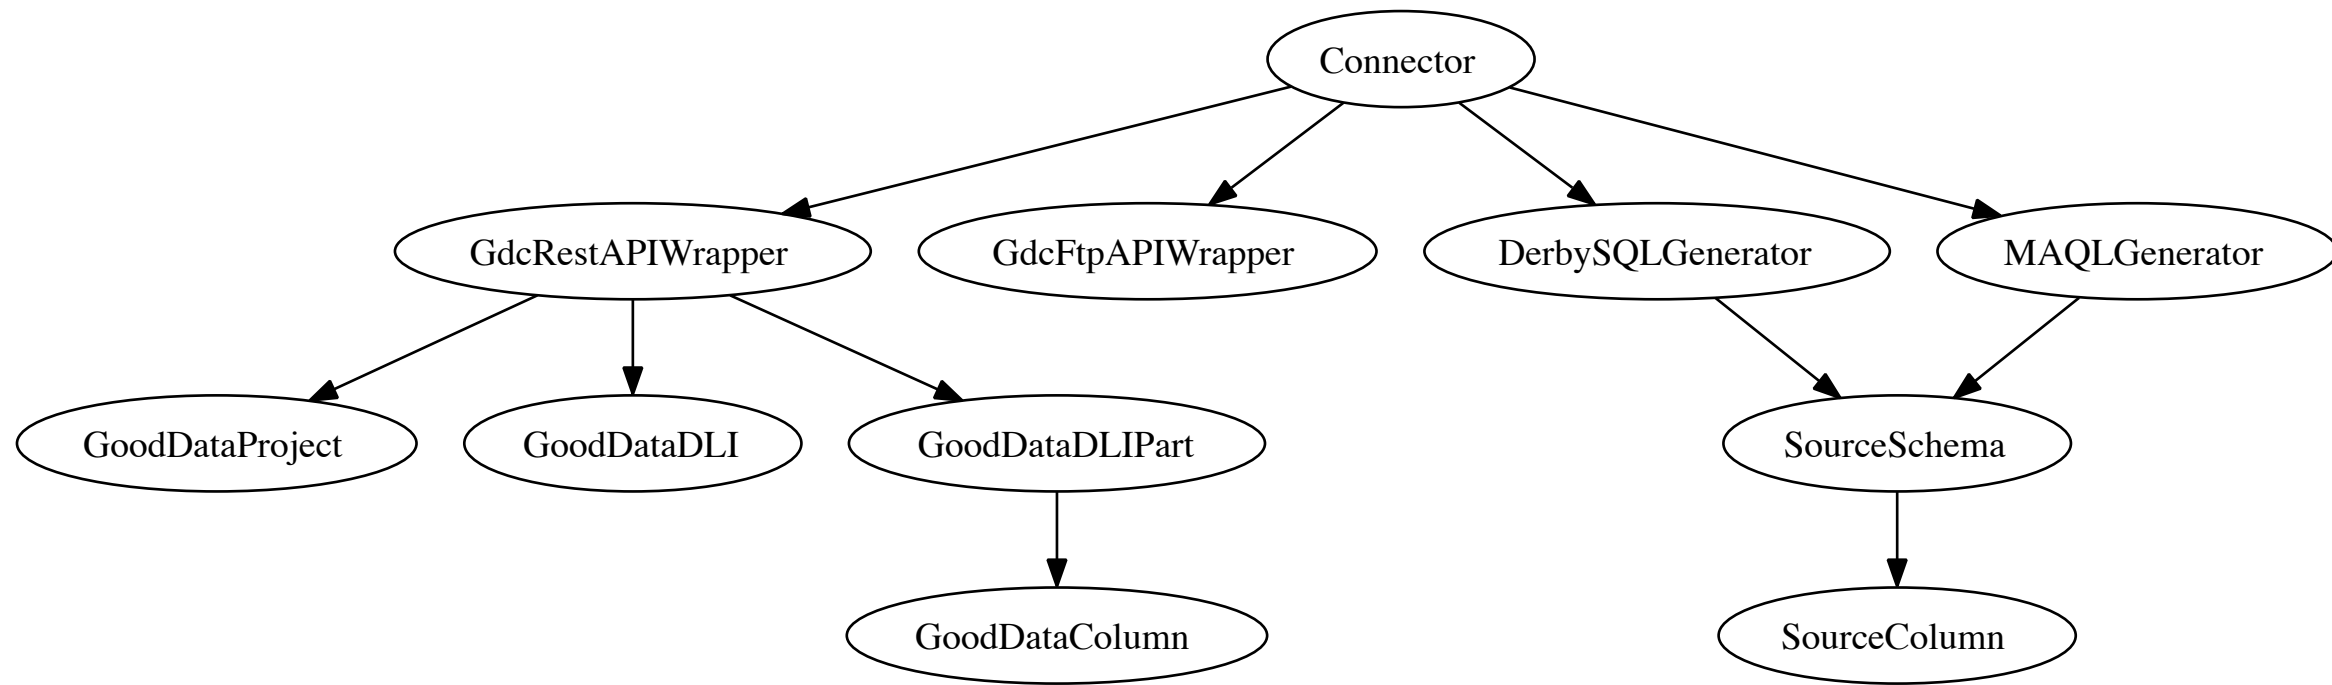 Connector
GdcRestAPIWrapper
GdcFtpAPIWrapper
DerbySQLGenerator
MAQLGenerator
GoodDataProject
GoodDataDLI
GoodDataDLIPart
SourceSchema
GoodDataColumn
SourceColumn